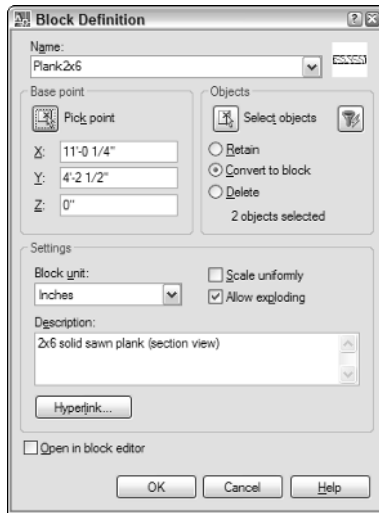 Block Definition
Name:
Plank2x6
Base point
Pick point
X: 11'-0 1/4"
Y: 4'-2 1/2"
Z: 0"
Objects
Select objects
Retain
Convert to block
Delete
2 objects selected
Settings
Block unit:
Inches
Scale uniformly
Allow exploding
Description:
2x6 solid sawn plank (section view)
Hyperlink...
Open in block editor
OK Cancel Help